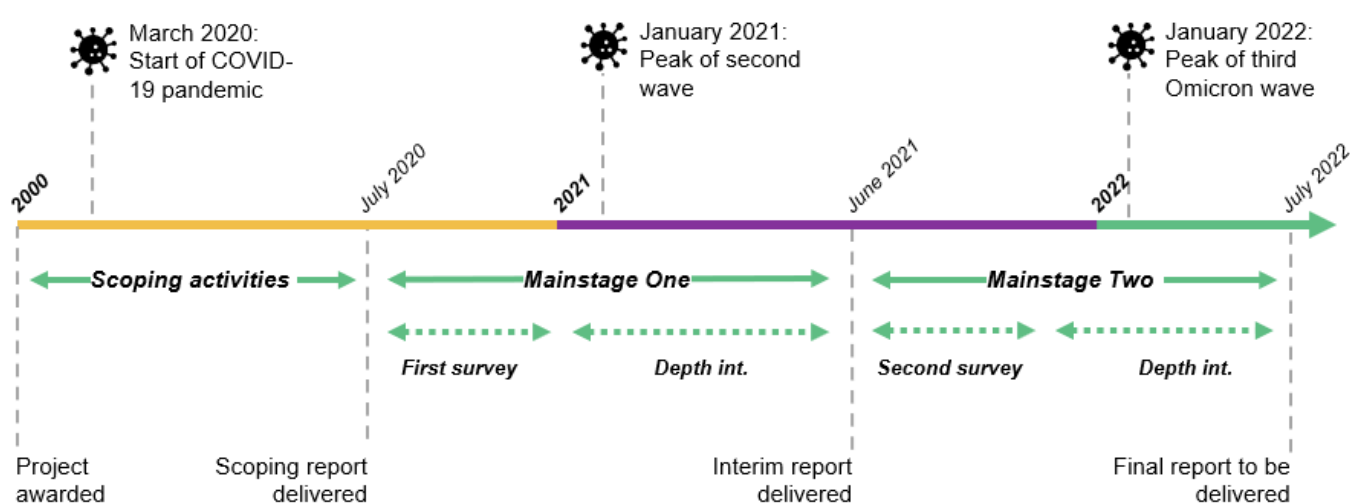 March 2020:
Start of COVID-
19 pandemic
January 2021:
Peak of second
wave
January 2022:
Peak of third
Omicron wave
2000
July 2020
2021
June 2021
2022
July 2022
Scoping activities
Mainstage One
Mainstage Two
First survey
Depth int.
Second survey
Depth int.
Project
awarded
Scoping report
delivered
Interim report
delivered
Final report to be
delivered